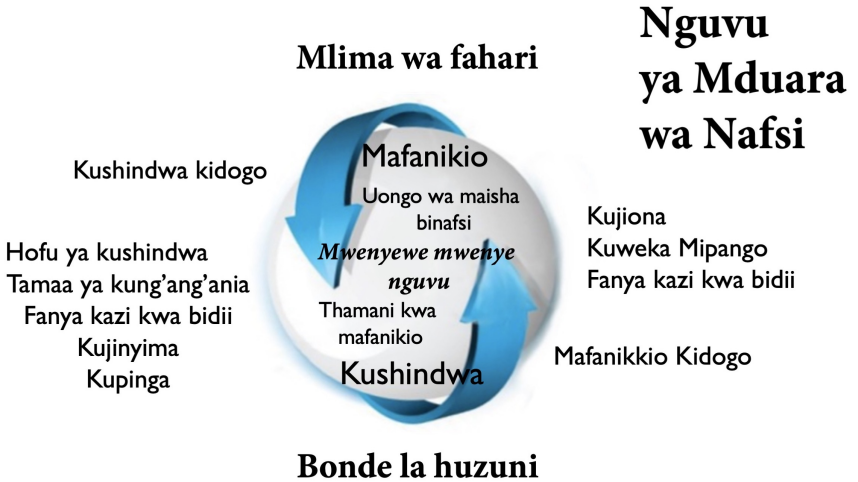 Nguvu
ya Mduara
wa Nafsi
Mlima wa fahari
Kushindwa kidogo
Hofu ya kushindwa
Tamaa ya kung’ang’ania
Fanya kazi kwa bidii
Kujinyima
Kupinga
Mafanikio
Uongo wa maisha
binafsi
Mwenyewe mwenye
nguvu
Thamani kwa
mafanikio
Kushindwa
Kujiona
Kuweka Mipango
Fanya kazi kwa bidii
Mafanikkio Kidogo
Bonde la huzuni